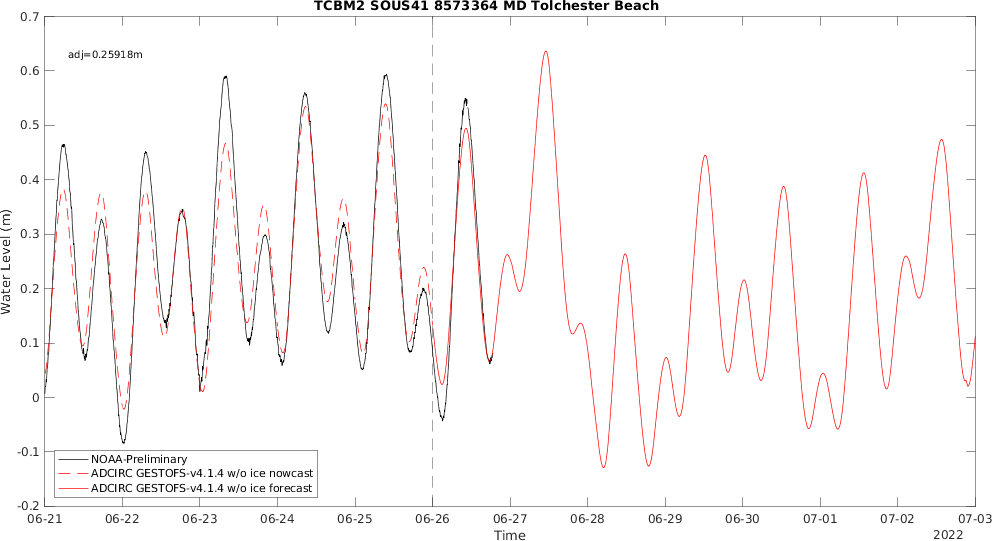 TCBM2 SOUS41 8573364 MD Tolchester Beach
adj=0.25918m
0.7
0.6
0.5
0.4
0.3
0.2
0.1
0
-0.1
-0.2
Water Level (m)
NOAA-Preliminary
ADCIRC GESTOFS-v4.1.4 w/o ice nowcast
ADCIRC GESTOFS-v4.1.4 w/o ice forecast
06-21 06-22 06-23 06-24 06-25 06-26 06-27 06-28 06-29 06-30 07-01 07-02 07-03
Time
2022